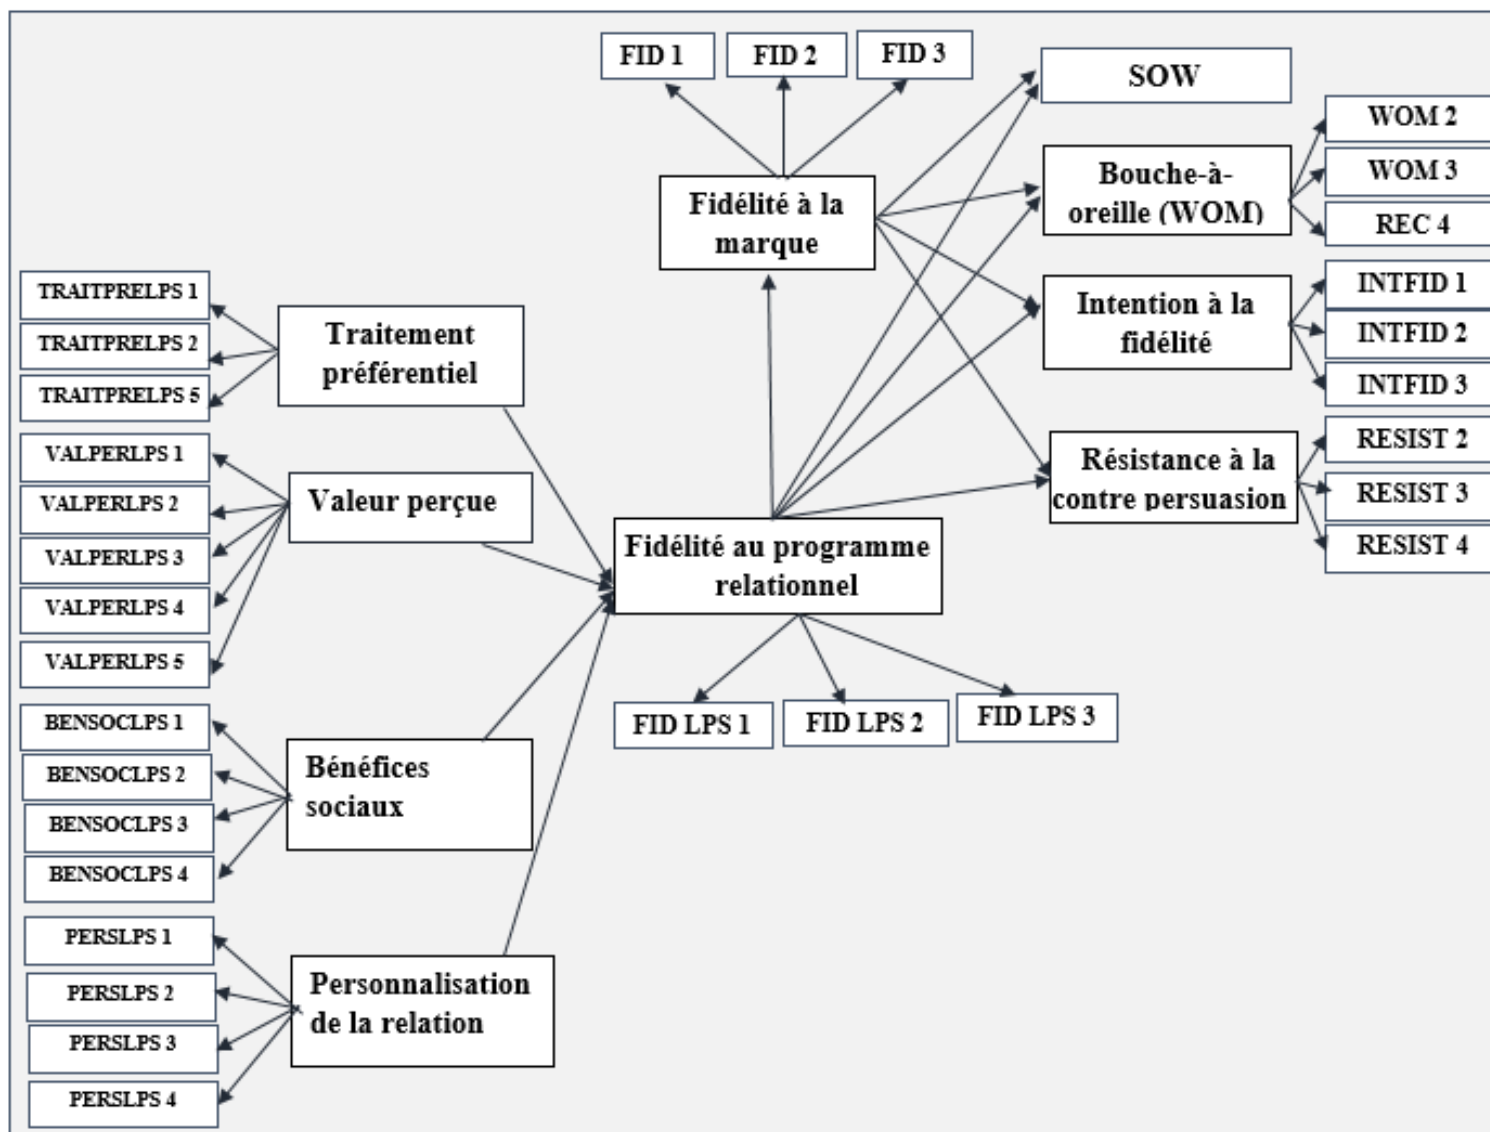 FID 1
FID 2
FID 3
SOW
WOM 2
Bouche-à-
oreille (WOM)
WOM 3
REC 4
Fidélité à la
marque
TRAITPRELPS 1
TRAITPRELPS 2
TRAITPRELPS 5
Traitement
préférentiel
Intention à la
fidélité
INTFID 1
INTFID 2
INTFID 3
VALPERLPS 1
VALPERLPS 2
VALPERLPS 3
VALPERLPS 4
VALPERLPS 5
Valeur perçue
Résistance à la
contre persuasion
RESIST 2
RESIST 3
RESIST 4
Fidélité au programme
relationnel
FID LPS 1
FID LPS 2
FID LPS 3
BENSOCLPS 1
BENSOCLPS 2
BENSOCLPS 3
BENSOCLPS 4
Bénéfices
sociaux
PERSLPS 1
PERSLPS 2
PERSLPS 3
PERSLPS 4
Personnalisation
de la relation